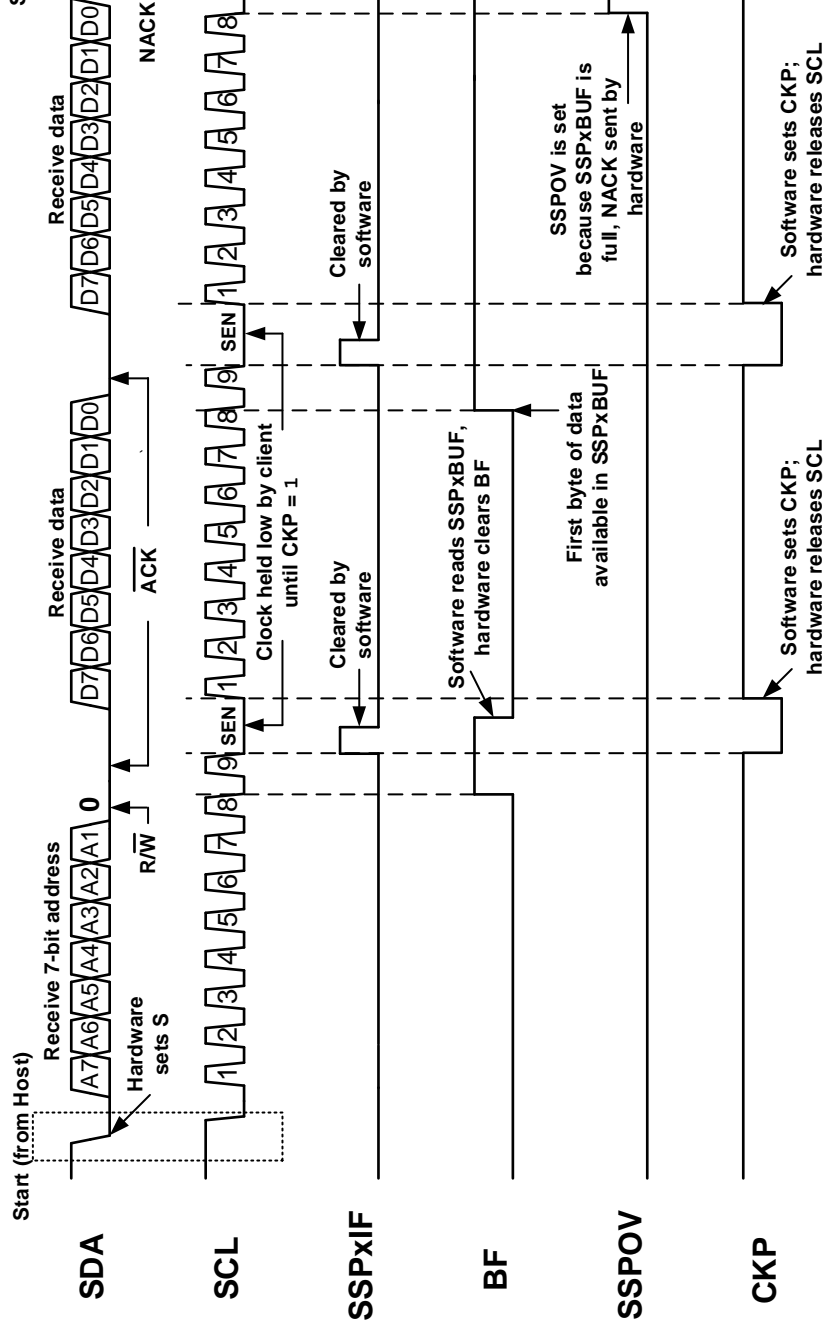 Start (from Host)
S
Receive 7-bit address
Receive data
Receive data
SDA
A7 A6 A5 A4 A3 A2 A1 0
D7 D6 D5 D4 D3 D2 D1 D0
D7 D6 D5 D4 D3 D2 D1 D0
Hardware
sets S
R/W
ACK
NACK
SCL
1 2 3 4 5 6 7 8 9
SEN
1 2 3 4 5 6 7 8 9
SEN
1 2 3 4 5 6 7 8
Clock held low by client
until CKP = 1
SSPxIF
Cleared by
software
Cleared by
software
BF
Software reads SSPxBUF,
hardware clears BF
First byte of data
available in SSPxBUF
SSPOV
SSPOV is set
because SSPxBUF is
full, NACK sent by
hardware
CKP
Software sets CKP;
hardware releases SCL
Software sets CKP;
hardware releases SCL